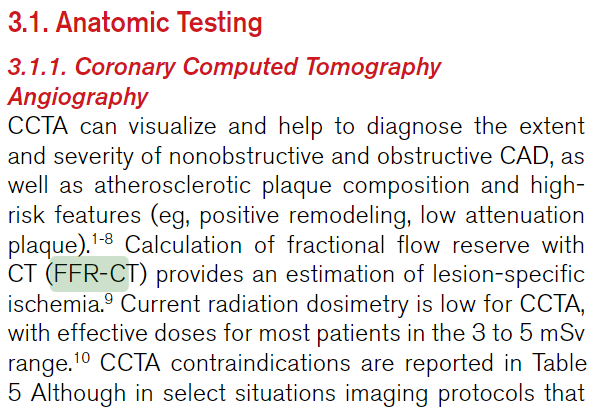 3.1. Anatomic Testing
3.1.1. Coronary Computed Tomography
Angiography
CCTA can visualize and help to diagnose the extent
and severity of nonobstructive and obstructive CAD, as
well as atherosclerotic plaque composition and high-
risk features (eg, positive remodeling, low attenuation
plaque).1-8 Calculation of fractional flow reserve with
CT (FFR-CT) provides an estimation of lesion-specific
ischemia.9 Current radiation dosimetry is low for CCTA,
with effective doses for most patients in the 3 to 5 mSv
range.10 CCTA contraindications are reported in Table
5 Although in select situations imaging protocols that